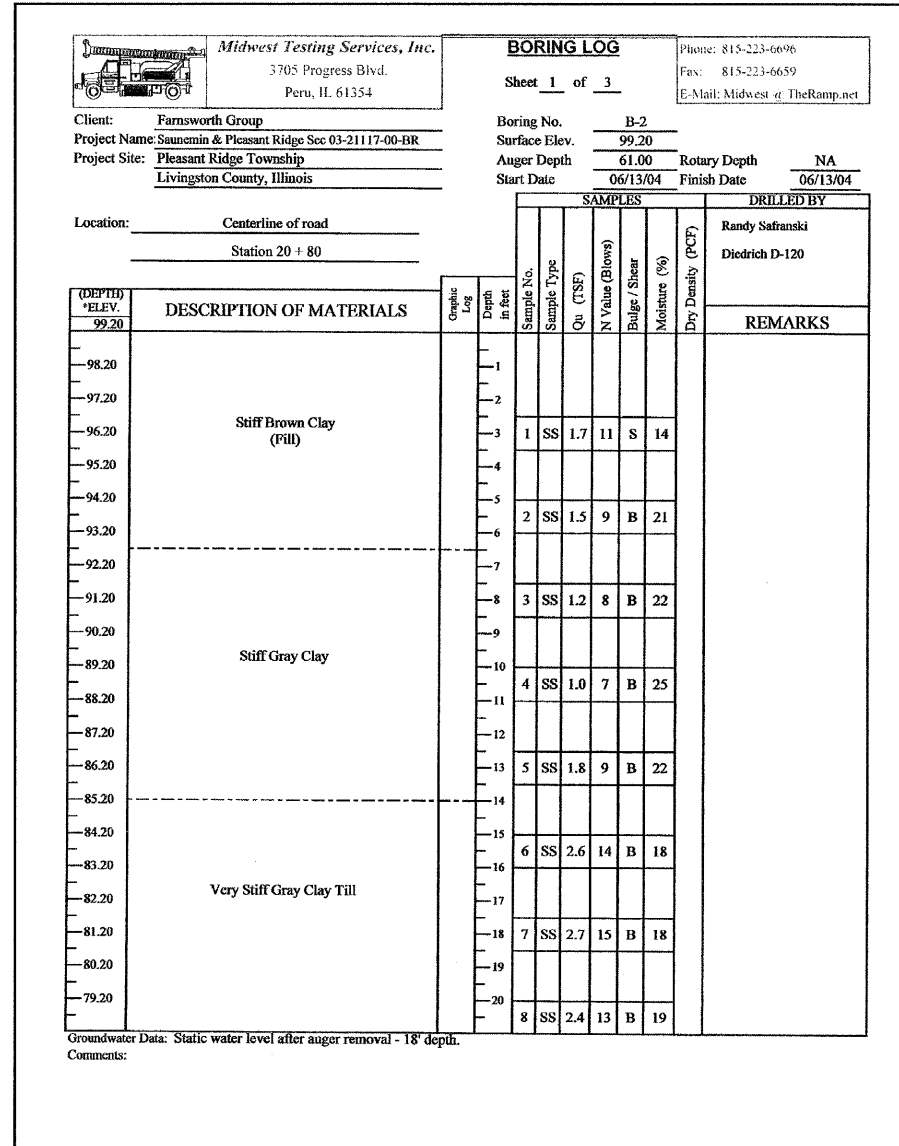 Midwest Testing Services, Inc.
3705 Progress Blvd.
Peru, IL 61354
BORING LOG
Sheet 1 of 3
Phone: 815-223-6696
Fax: 815-223-6659
E-Mail: Midwest @ TheRamp.net
Client: Farnsworth Group
Project Name: Saunemin & Pleasant Ridge Sec 03-21117-00-BR
Project Site: Pleasant Ridge Township
Livingston County, Illinois
Boring No. B-2
Surface Elev. 99.20
Auger Depth 61.00 Rotary Depth NA
Start Date 06/13/04 Finish Date 06/13/04
Location: Centerline of road
Station 20 + 80
SAMPLES
DRILLED BY
Randy Safranski
Diedrich D-120
(DEPTH)
*ELEV.
99.20
DESCRIPTION OF MATERIALS
Graphic Log
Depth in feet
Sample No.
Sample Type
Qu (TSF)
N Value (Blows)
Bulge / Shear
Moisture (%)
Dry Density (PCF)
REMARKS
98.20 1
97.20 2
Stiff Brown Clay
(Fill)
96.20 3 1 SS 1.7 11 S 14
95.20 4
94.20 5
2 SS 1.5 9 B 21
93.20 6
92.20 7
91.20 8 3 SS 1.2 8 B 22
90.20 9
Stiff Gray Clay
89.20 10
4 SS 1.0 7 B 25
88.20 11
87.20 12
86.20 13 5 SS 1.8 9 B 22
85.20 14
84.20 15
6 SS 2.6 14 B 18
83.20 16
Very Stiff Gray Clay Till
82.20 17
81.20 18 7 SS 2.7 15 B 18
80.20 19
79.20 20
8 SS 2.4 13 B 19
Groundwater Data: Static water level after auger removal - 18' depth.
Comments: